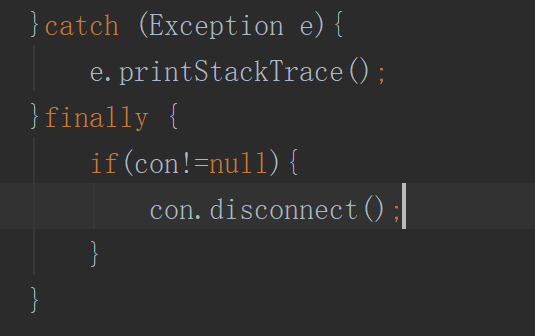 }catch (Exception e){
e.printStackTrace();
}finally {
if(con!=null){
con.disconnect();
}
}